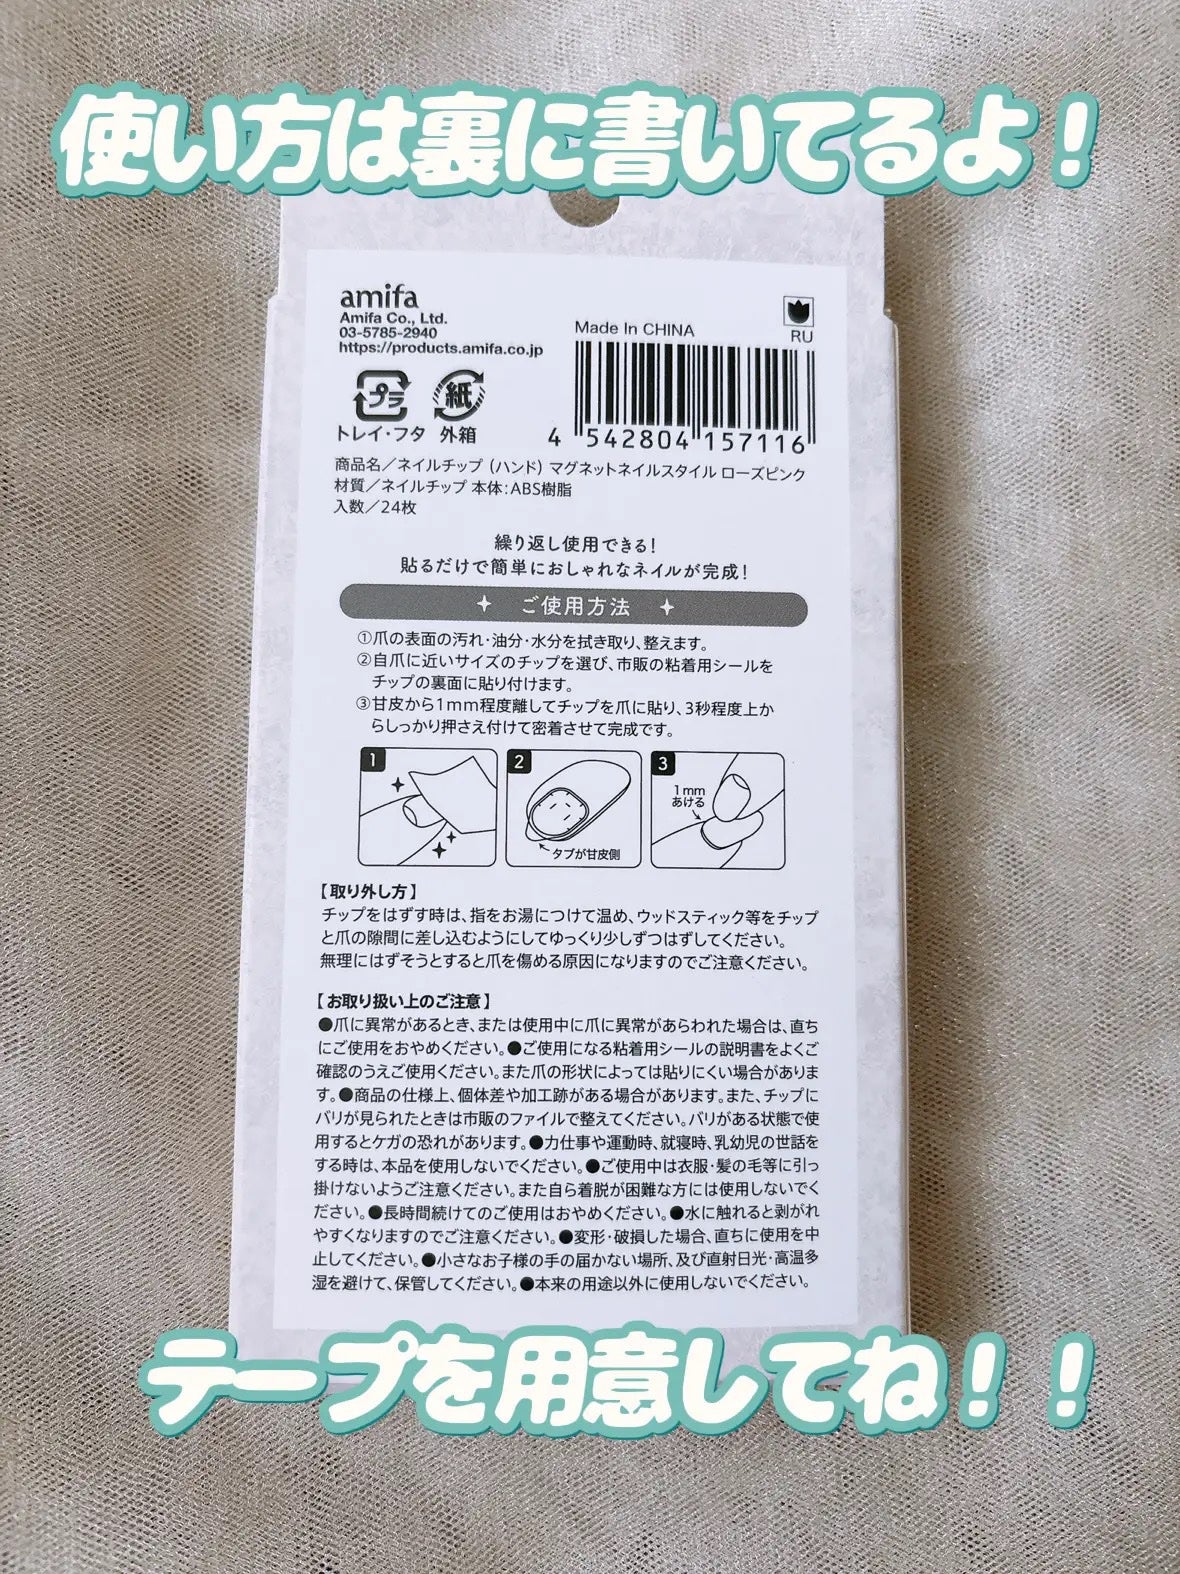 使い方は裏に書いてるよ！
amifa
Amifa Co., Ltd.
03-5785-2940
https://products.amifa.co.jp
Made In CHINA
RU
プラ
紙
トレイ・フタ 外箱
4 542804 157116
商品名／ネイルチップ（ハンド）マグネットネイルスタイル ローズピンク
材質／ネイルチップ 本体：ABS樹脂
入数／24枚
繰り返し使用できる！
貼るだけで簡単におしゃれなネイルが完成！
ご使用方法
①爪の表面の汚れ・油分・水分を拭き取り、整えます。
②自爪に近いサイズのチップを選び、市販の粘着用シールを
チップの裏面に貼り付けます。
③甘皮から1mm程度離してチップを爪に貼り、3秒程度上か
らしっかり押さえ付けて密着させて完成です。
1
2
3
1mm
あける
タブが甘皮側
【取り外し方】
チップをはずす時は、指をお湯につけて温め、ウッドスティック等をチップ
と爪の隙間に差し込むようにしてゆっくり少しずつはずしてください。
無理にはずそうとすると爪を傷める原因になりますのでご注意ください。
【お取り扱い上のご注意】
●爪に異常があるとき、または使用中に爪に異常があらわれた場合は、直ち
にご使用をおやめください。●ご使用になる粘着用シールの説明書をよくご
確認のうえご使用ください。また爪の形状によっては貼りにくい場合がありま
す。●商品の仕様上、個体差や加工跡がある場合があります。また、チップに
バリが見られたときは市販のファイルで整えてください。バリがある状態で使
用するとケガの恐れがあります。●力仕事や運動時、就寝時、乳幼児の世話を
する時は、本品を使用しないでください。●ご使用中は衣服・髪の毛等に引っ
掛けないようご注意ください。また自ら着脱が困難な方には使用しないでく
ださい。●長時間続けてのご使用はおやめください。●水に触れると剥がれ
やすくなりますのでご注意ください。●変形・破損した場合、直ちに使用を中
止してください。●小さなお子様の手の届かない場所、及び直射日光・高温多
湿を避けて、保管してください。●本来の用途以外に使用しないでください。
テープを用意してね！！